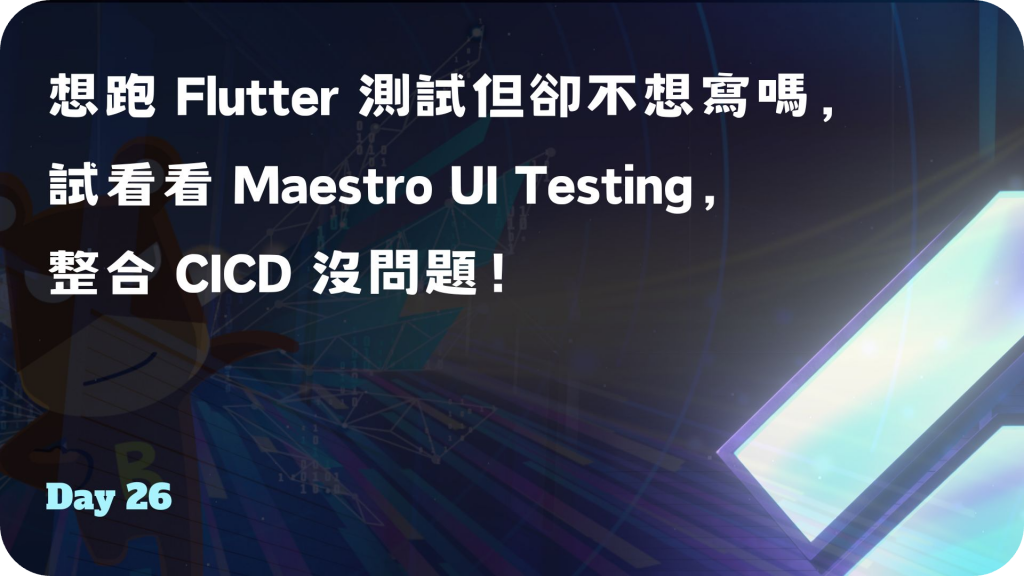 想跑 Flutter 測試但卻不想寫嗎，
試看看 Maestro UI Testing，
整合 CICD 沒問題！
B
Day 26